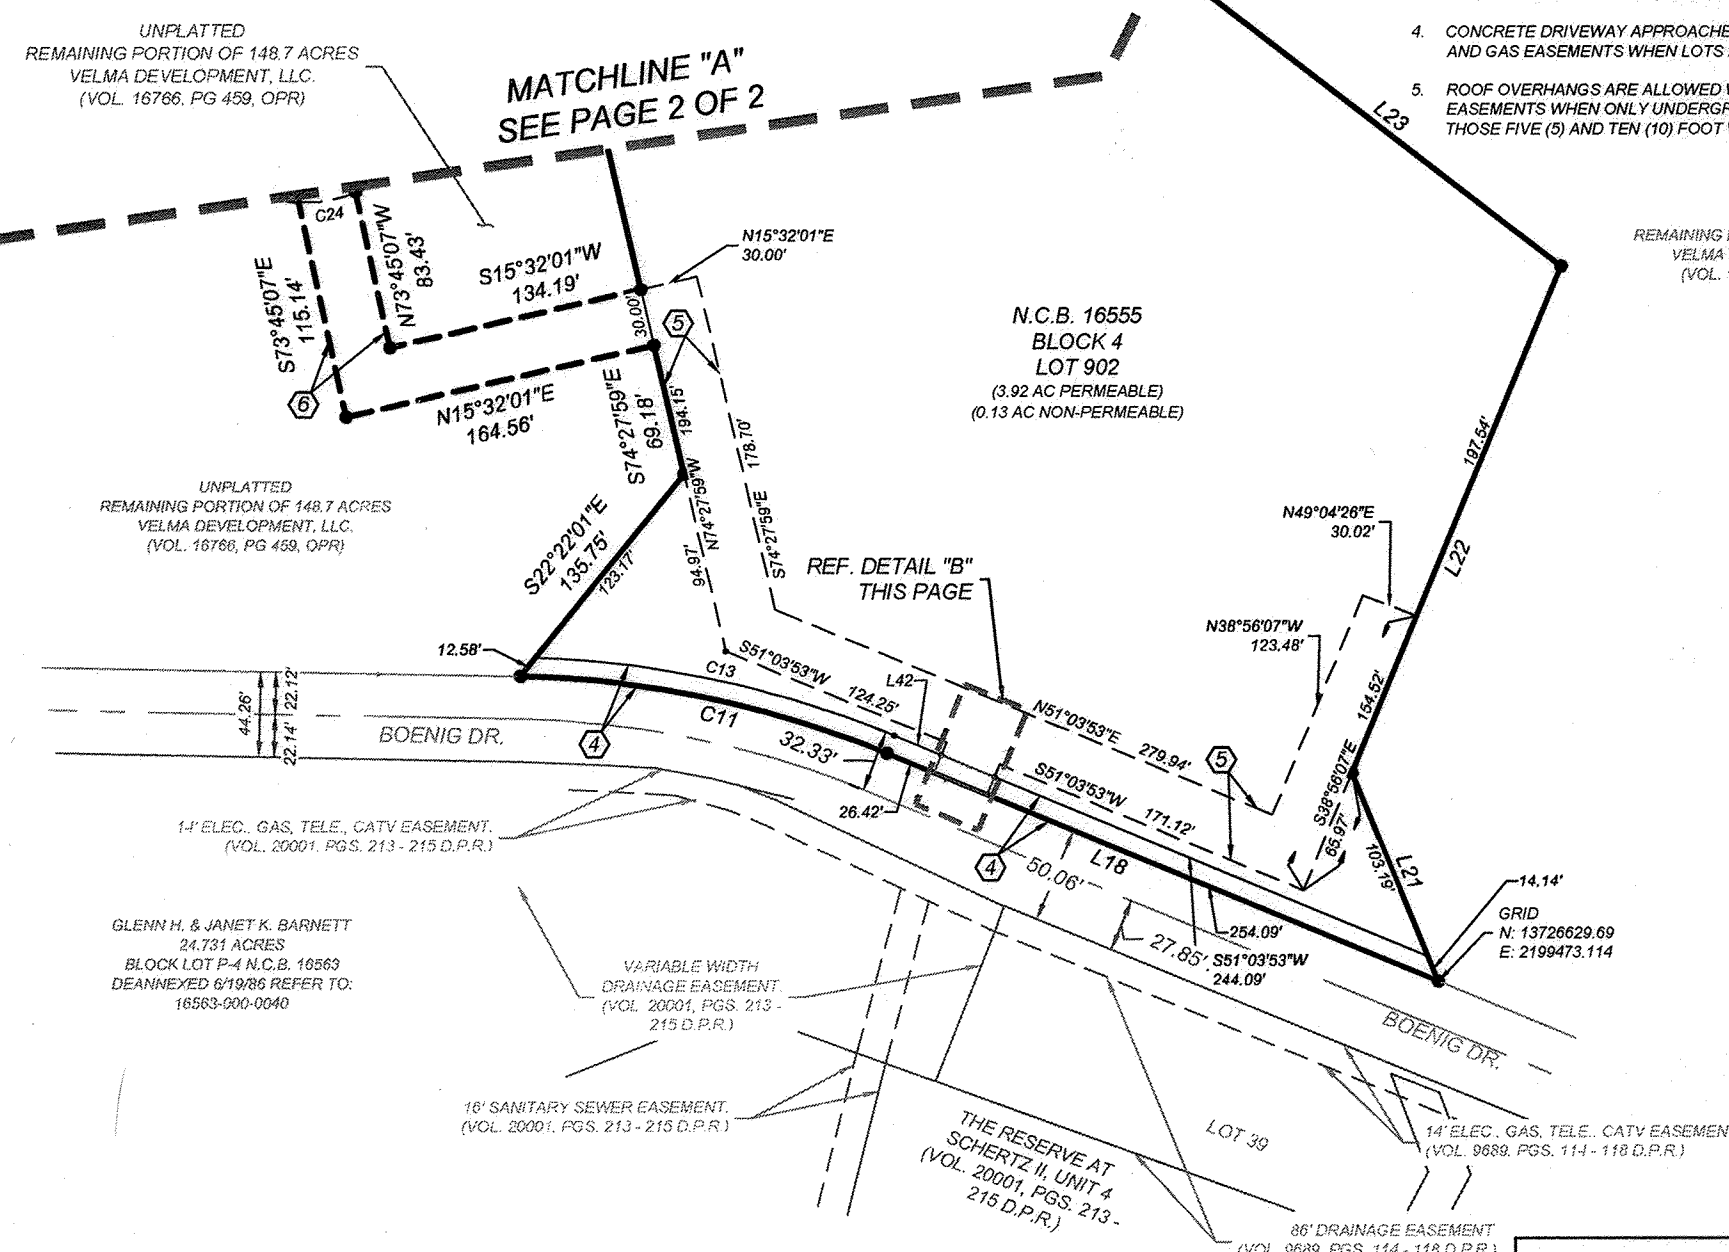 UNPLATTED
REMAINING PORTION OF 148.7 ACRES
VELMA DEVELOPMENT, LLC.
(VOL. 16766, PG 459, OPR)
MATCHLINE "A"
SEE PAGE 2 OF 2
4. CONCRETE DRIVEWAY APPROACHE
AND GAS EASEMENTS WHEN LOTS
5. ROOF OVERHANGS ARE ALLOWED
EASEMENTS WHEN ONLY UNDERGR
THOSE FIVE (5) AND TEN (10) FOOT
L23
REMAINING
VELMA
(VOL.
C24
S73°45'07"E
115.14'
N73°45'07"W
83.43'
S15°32'01"W
134.19'
N15°32'01"E
30.00'
30.00'
5
6
N15°32'01"E
164.56'
S74°27'59"E
69.18'
194.15'
N.C.B. 16555
BLOCK 4
LOT 902
(3.92 AC PERMEABLE)
(0.13 AC NON-PERMEABLE)
197.54'
UNPLATTED
REMAINING PORTION OF 148.7 ACRES
VELMA DEVELOPMENT, LLC.
(VOL. 16766, PG 459, OPR)
S22°22'01"E
135.75'
123.17'
94.97'
N74°27'59"W
S74°27'59"E 178.70'
N49°04'26"E
30.02'
L22
REF. DETAIL "B"
THIS PAGE
N38°56'07"W
123.48'
154.52'
12.58'
C13
S51°03'53"W
124.25'
L42
N51°03'53"E 279.94'
44.26'
22.12'
22.14'
BOENIG DR.
C11
4
32.33'
26.42'
S51°03'53"W
171.12'
5
S38°56'07"E
65.97'
103.19'
L21
14' ELEC., GAS, TELE., CATV EASEMENT.
(VOL. 20001, PGS. 213 - 215 D.P.R.)
4
50.06'
L18
14.14'
GRID
N: 13726629.69
E: 2199473.114
254.09'
27.85'
S51°03'53"W
244.09'
GLENN H. & JANET K. BARNETT
24.731 ACRES
BLOCK LOT P-4 N.C.B. 16563
DEANNEXED 6/19/86 REFER TO:
16563-000-0040
VARIABLE WIDTH
DRAINAGE EASEMENT.
(VOL. 20001, PGS. 213 -
215 D.P.R.)
BOENIG DR.
16' SANITARY SEWER EASEMENT.
(VOL. 20001, PGS. 213 - 215 D.P.R.)
THE RESERVE AT
SCHERTZ II, UNIT 4
(VOL. 20001, PGS. 213 -
215 D.P.R.)
LOT 39
14' ELEC., GAS, TELE., CATV EASEMEN
(VOL. 9689, PGS. 114 - 118 D.P.R.)
86' DRAINAGE EASEMENT
(VOL. 9689, PGS. 114 - 118 D.P.R.)